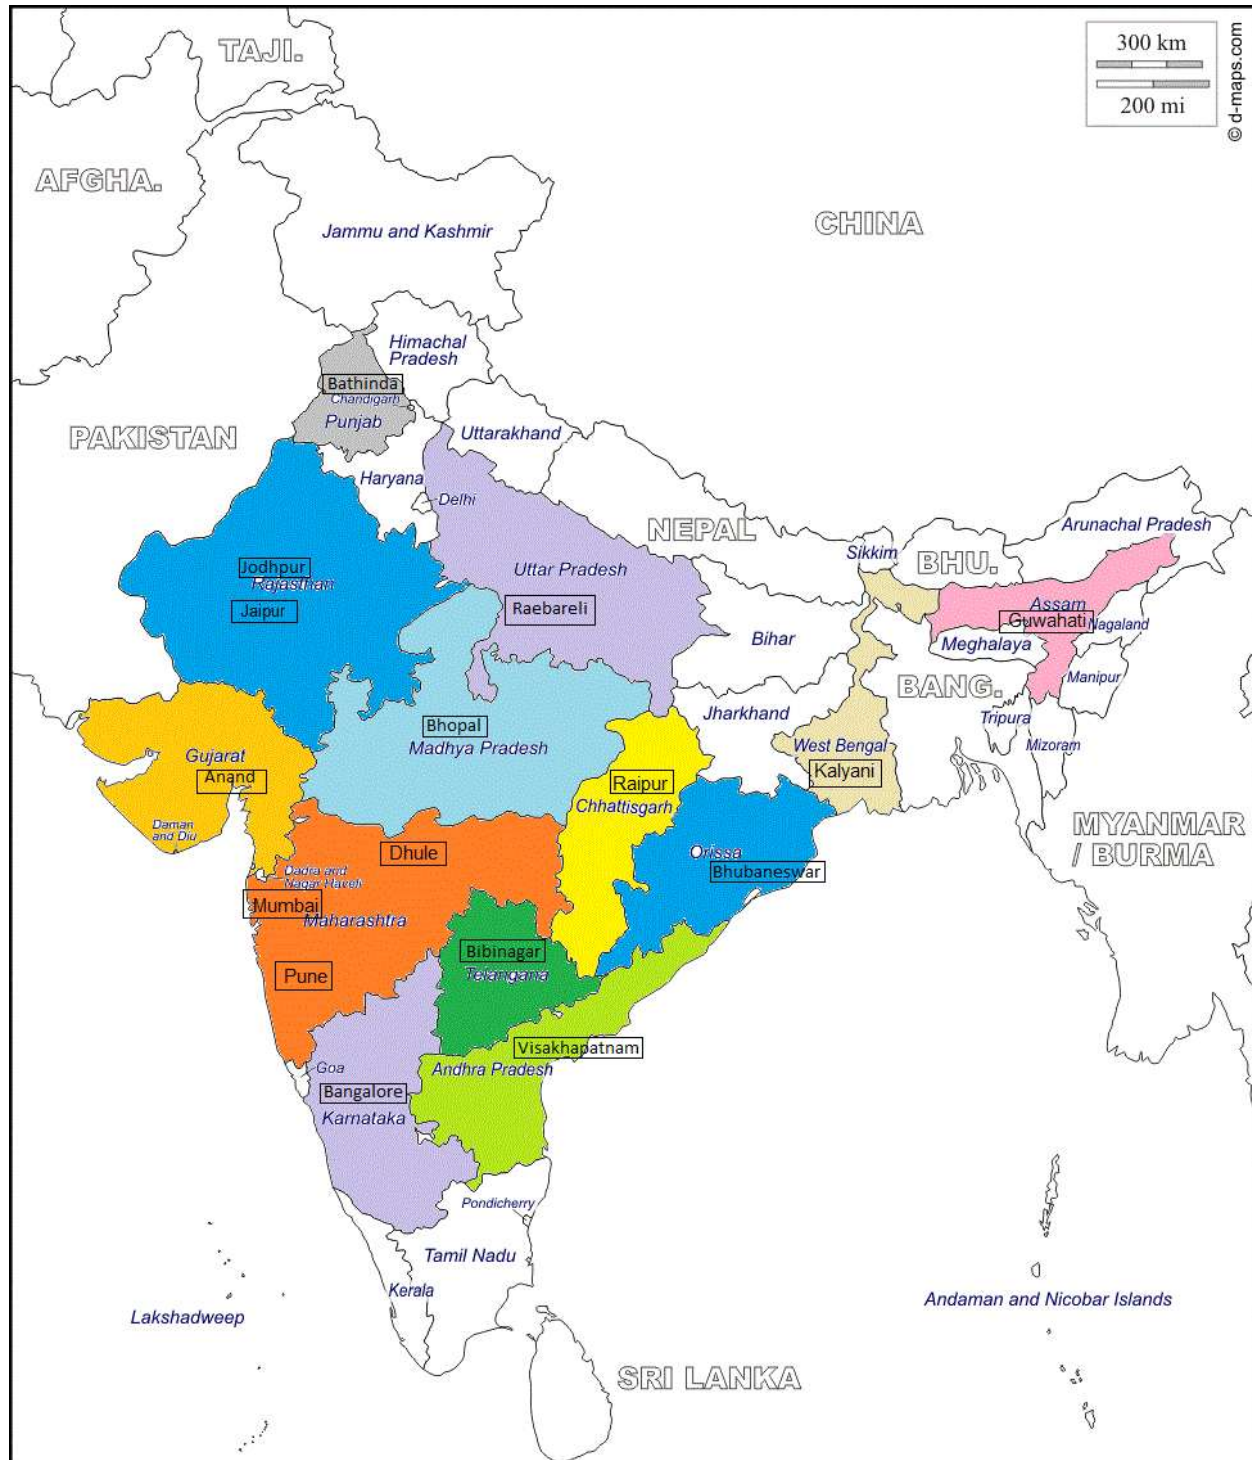 TAJI.
300 km
200 mi
© d-maps.com
AFGHA.
CHINA
Jammu and Kashmir
Himachal
Pradesh
Bathinda
Chandigarh
Punjab
PAKISTAN
Uttarakhand
Haryana
Delhi
NEPAL
Arunachal Pradesh
Sikkim
BHU.
Jodhpur
Rajasthan
Jaipur
Uttar Pradesh
Raebareli
Assam
Guwahati
Nagaland
Bihar
Meghalaya
Manipur
BANG.
Jharkhand
Tripura
Mizoram
Bhopal
Madhya Pradesh
Gujarat
Anand
West Bengal
Kalyani
Raipur
Chhattisgarh
Daman
and Diu
MYANMAR
/ BURMA
Dhule
Orissa
Bhubaneswar
Dadra and
Nagar Haveli
Mumbai
Maharashtra
Bibinagar
Telangana
Pune
Visakhapatnam
Andhra Pradesh
Goa
Bangalore
Karnataka
Pondicherry
Tamil Nadu
Kerala
Lakshadweep
Andaman and Nicobar Islands
SRI LANKA